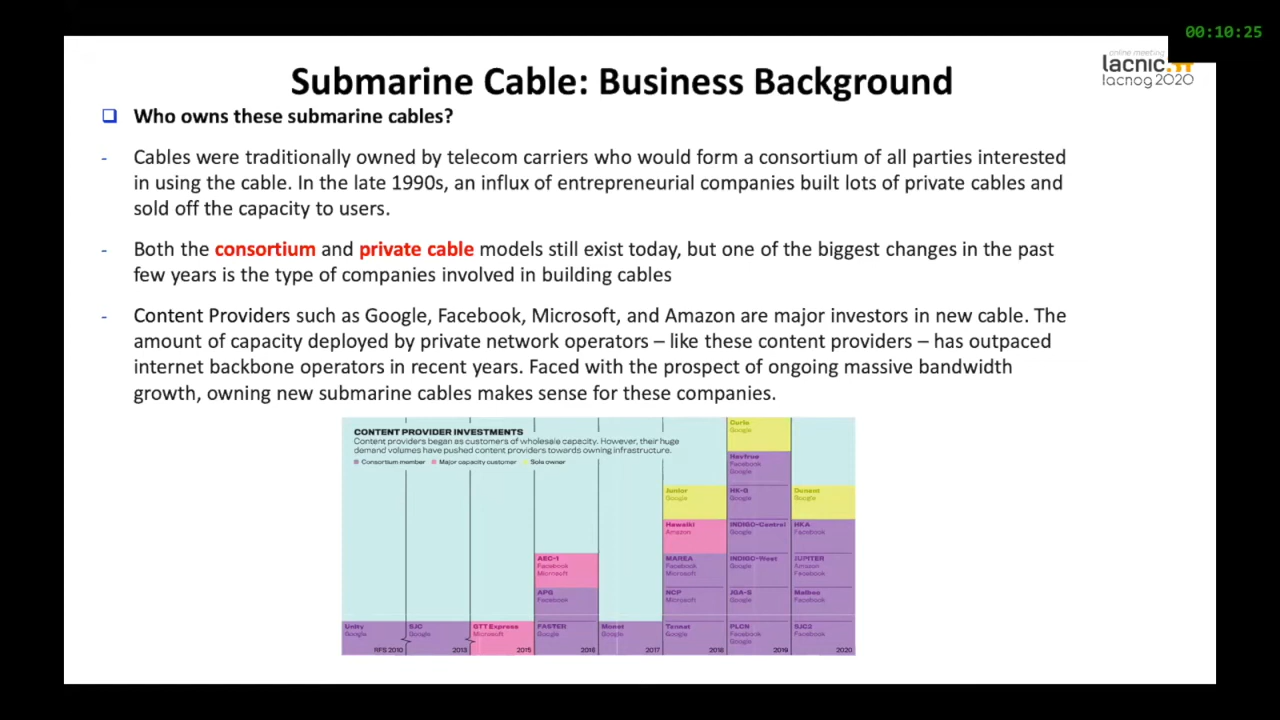 00:10:25
online meeting
lacnic
lacnog 2020
Submarine Cable: Business Background
Who owns these submarine cables?
- Cables were traditionally owned by telecom carriers who would form a consortium of all parties interested
in using the cable. In the late 1990s, an influx of entrepreneurial companies built lots of private cables and
sold off the capacity to users.
- Both the consortium and private cable models still exist today, but one of the biggest changes in the past
few years is the type of companies involved in building cables
- Content Providers such as Google, Facebook, Microsoft, and Amazon are major investors in new cable. The
amount of capacity deployed by private network operators – like these content providers – has outpaced
internet backbone operators in recent years. Faced with the prospect of ongoing massive bandwidth
growth, owning new submarine cables makes sense for these companies.
CONTENT PROVIDER INVESTMENTS
Content providers began as customers of wholesale capacity. However, their huge
demand volumes have pushed content providers towards owning infrastructure.
Consortium member Major capacity customer Sole owner
Unity
Google
RFS 2010
SJC
Google
2013
GTT Express
Microsoft
2015
AEC-1
Facebook
Microsoft
APG
Facebook
FASTER
Google
2016
Monet
Google
2017
Junior
Google
Hawaiki
Amazon
MAREA
Facebook
Microsoft
NCP
Microsoft
Tannat
Google
2018
Curie
Google
Havfrue
Facebook
Google
HK-G
Google
INDIGO-Central
Google
INDIGO-West
Google
JGA-S
Google
PLCN
Facebook
Google
2019
Dunant
Google
HKA
Facebook
JUPITER
Amazon
Facebook
Malbec
Facebook
SJC2
Facebook
2020